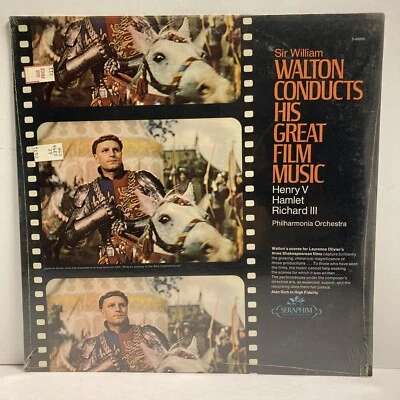 Sir William
WALTON
CONDUCTS
HIS
GREAT
FILM
MUSIC
Henry V
Hamlet
Richard III
Philharmonia Orchestra
Walton's scores for Laurence Olivier's
three Shakespearean films capture brilliantly
the glowing, rhetorical magnificence of
those productions . . . To those who have seen
the films, the music cannot help evoking
the scenes for which it was written . . .
The performances under the composer's
direction are, as expected, superb, and the
recording does them fair justice.
Alan Rich in High Fidelity
SERAPHIM